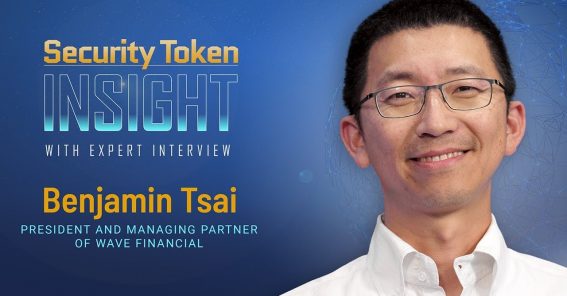 Security Token
INSIGHT
WITH EXPERT INTERVIEW
Benjamin Tsai
PRESIDENT AND MANAGING PARTNER
OF WAVE FINANCIAL